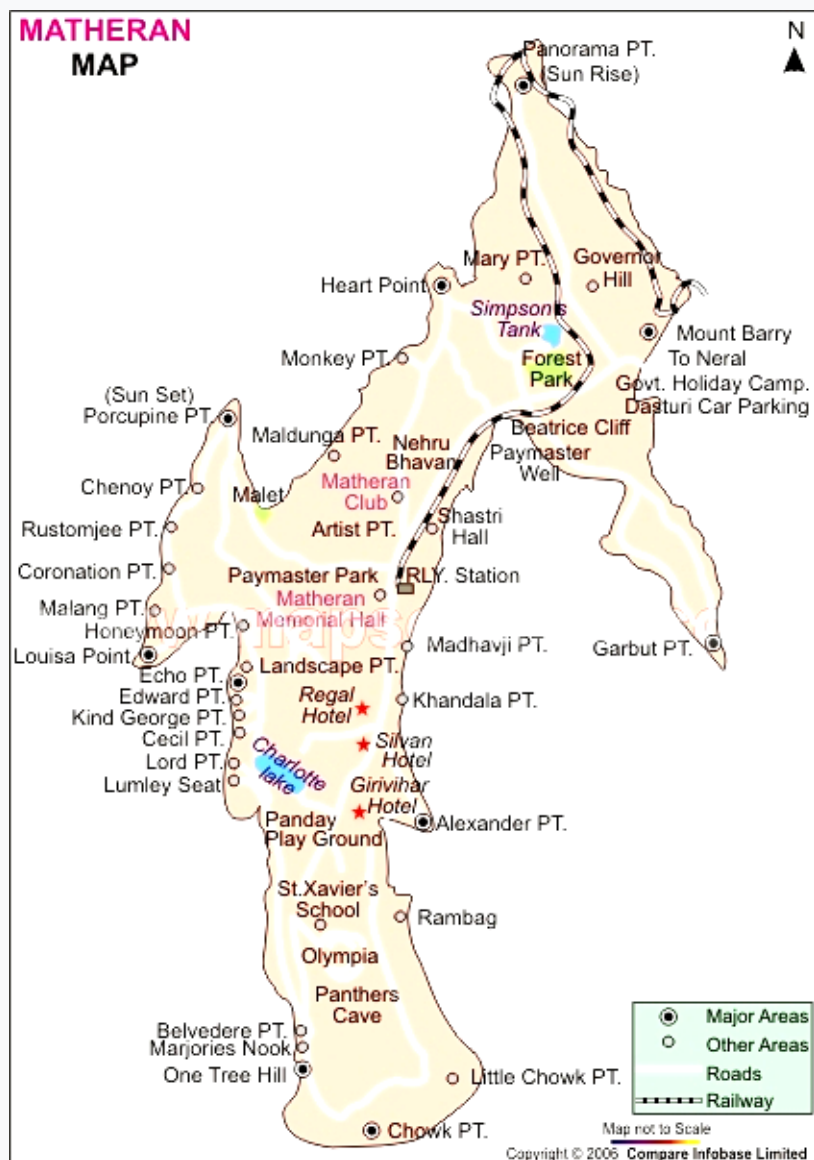 MATHERAN
MAP
N
Panorama PT.
(Sun Rise)
Mary PT.
Governor
Hill
Heart Point
Simpson's
Tank
Mount Barry
To Neral
Monkey PT.
Forest
Park
Govt. Holiday Camp.
Dasturi Car Parking
(Sun Set)
Porcupine PT.
Beatrice Cliff
Maldunga PT.
Nehru
Bhavan
Paymaster
Well
Chenoy PT.
Malet
Matheran
Club
Rustomjee PT.
Artist PT.
Shastri
Hall
Coronation PT.
Paymaster Park
RLY. Station
Malang PT.
Matheran
Memorial Hall
Honeymoon PT.
Louisa Point
Madhavji PT.
Garbut PT.
Echo PT.
Landscape PT.
Edward PT.
Regal
Hotel
Khandala PT.
Kind George PT.
Cecil PT.
Silvan
Hotel
Lord PT.
Charlotte
lake
Lumley Seat
Girivihar
Hotel
Panday
Play Ground
Alexander PT.
St.Xavier's
School
Rambag
Olympia
Panthers
Cave
Belvedere PT.
Marjories Nook
One Tree Hill
Little Chowk PT.
Chowk PT.
Major Areas
Other Areas
Roads
Railway
Map not to Scale
Copyright © 2006 Compare Infobase Limited